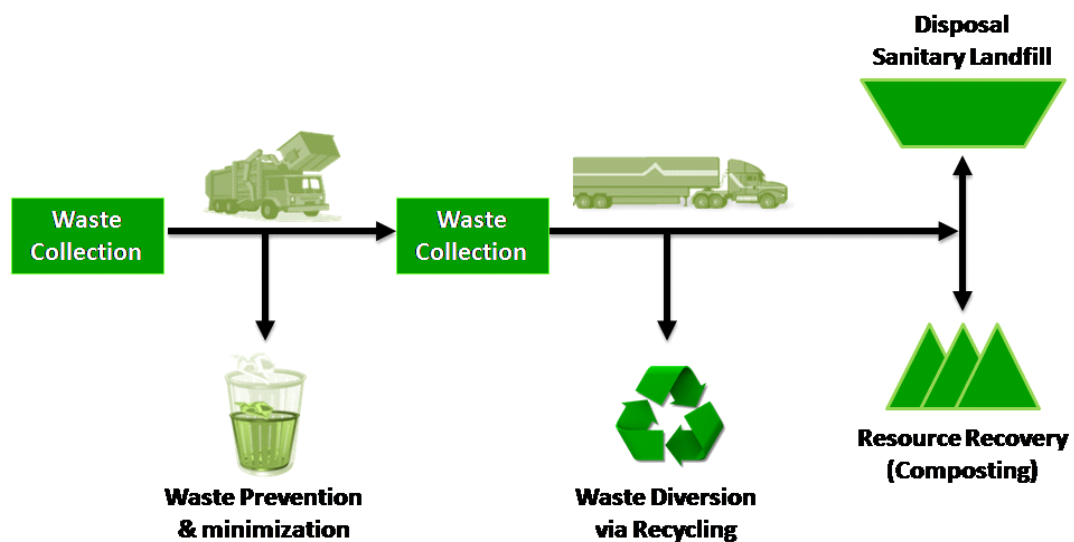 Disposal
Sanitary Landfill
Waste
Collection
Waste
Collection
Resource Recovery
(Composting)
Waste Prevention
& minimization
Waste Diversion
via Recycling